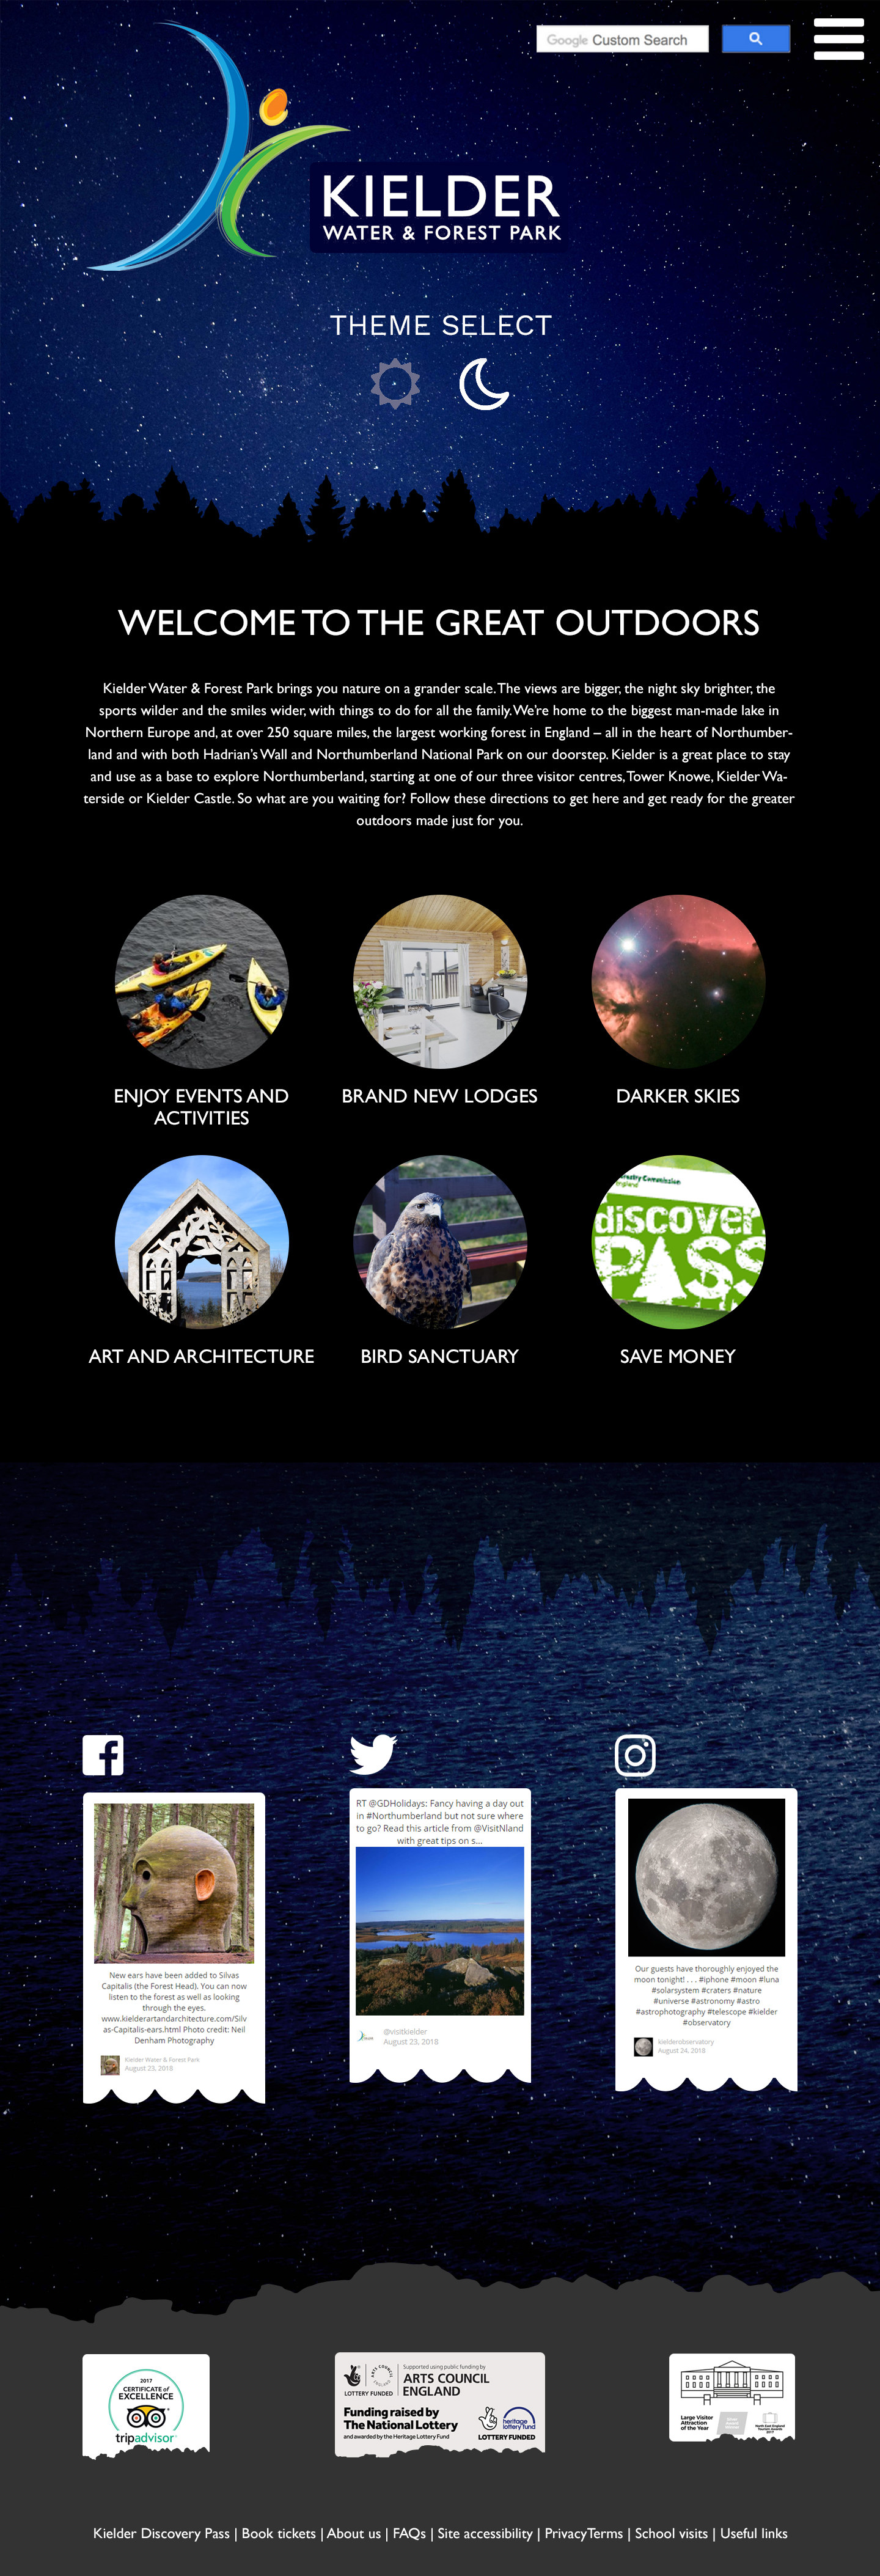 Google Custom Search
KIELDER
WATER & FOREST PARK
THEME SELECT
WELCOME TO THE GREAT OUTDOORS
Kielder Water & Forest Park brings you nature on a grander scale. The views are bigger, the night sky brighter, the
sports wilder and the smiles wider, with things to do for all the family. We're home to the biggest man-made lake in
Northern Europe and, at over 250 square miles, the largest working forest in England – all in the heart of Northumber-
land and with both Hadrian's Wall and Northumberland National Park on our doorstep. Kielder is a great place to stay
and use as a base to explore Northumberland, starting at one of our three visitor centres, Tower Knowe, Kielder Wa-
terside or Kielder Castle. So what are you waiting for? Follow these directions to get here and get ready for the greater
outdoors made just for you.
ENJOY EVENTS AND
ACTIVITIES
BRAND NEW LODGES
DARKER SKIES
Forestry Commission
England
discover
PASS
ART AND ARCHITECTURE
BIRD SANCTUARY
SAVE MONEY
New ears have been added to Silvas
Capitalis (the Forest Head). You can now
listen to the forest as well as looking
through the eyes.
www.kielderartandarchitecture.com/Silv
as-Capitalis-ears.html Photo credit: Neil
Denham Photography
Kielder Water & Forest Park
August 23, 2018
RT @GDHolidays: Fancy having a day out
in #Northumberland but not sure where
to go? Read this article from @VisitNland
with great tips on s...
@visitkielder
August 23, 2018
Our guests have thoroughly enjoyed the
moon tonight! . . . #iphone #moon #luna
#solarsystem #craters #nature
#universe #astronomy #astro
#astrophotography #telescope #kielder
#observatory
kielderobservatory
August 24, 2018
2017
CERTIFICATE of
EXCELLENCE
tripadvisor
LOTTERY FUNDED
Supported using public funding by
ARTS COUNCIL
ENGLAND
Funding raised by
The National Lottery
and awarded by the Heritage Lottery Fund
heritage
lottery fund
LOTTERY FUNDED
Large Visitor
Attraction
of the Year
North East England
Tourism Awards
2017
Kielder Discovery Pass | Book tickets | About us | FAQs | Site accessibility | PrivacyTerms | School visits | Useful links